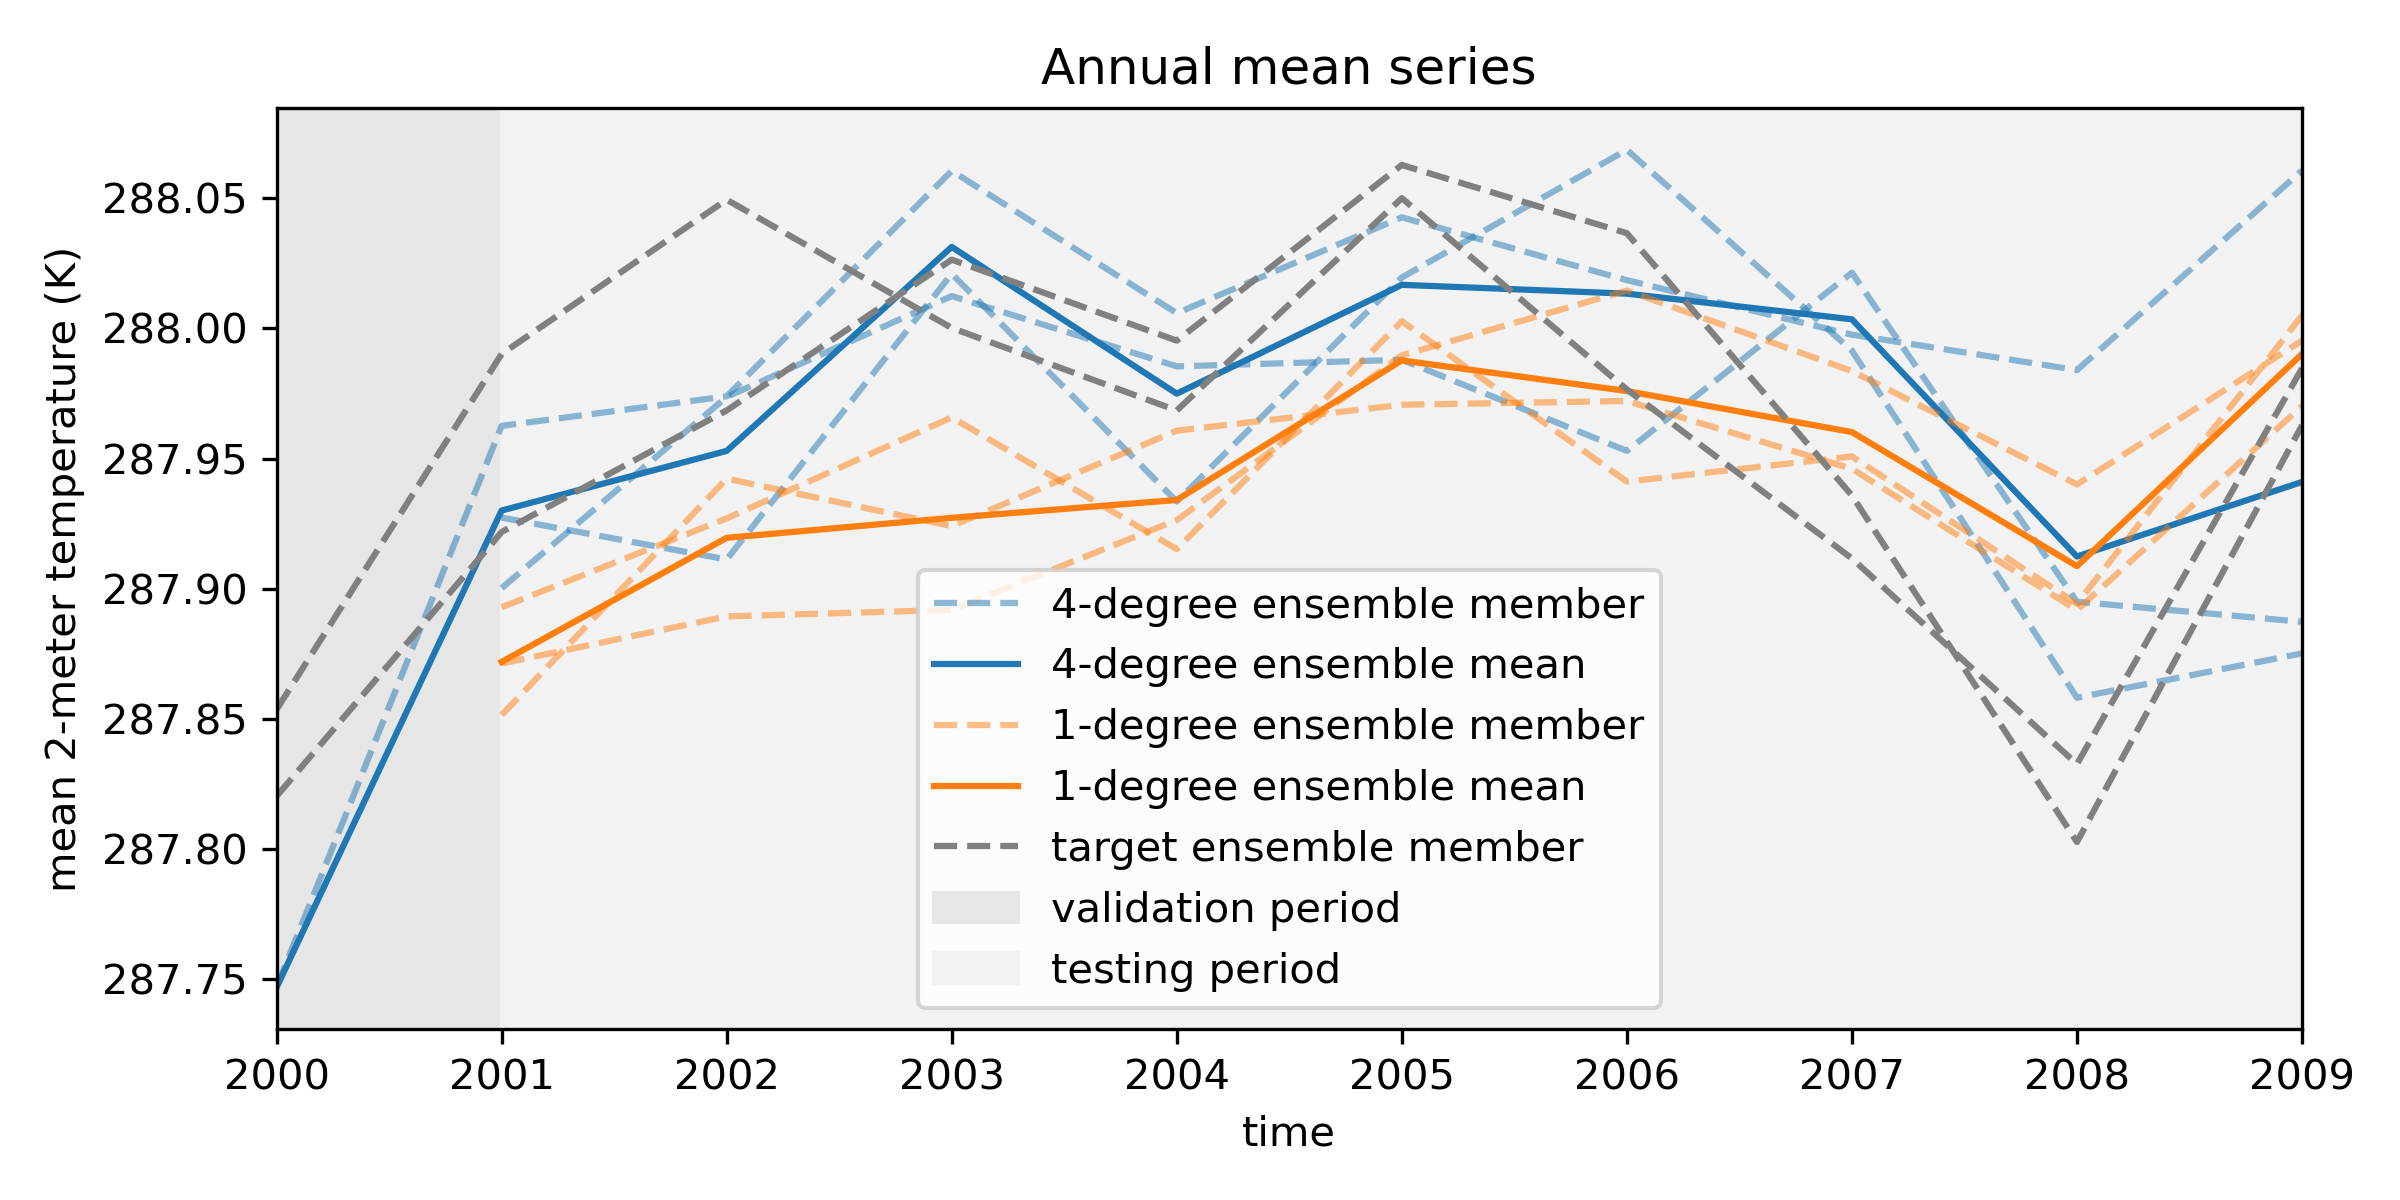 Annual mean series
mean 2-meter temperature (K)
288.05
288.00
287.95
287.90
287.85
287.80
287.75
4-degree ensemble member
4-degree ensemble mean
1-degree ensemble member
1-degree ensemble mean
target ensemble member
validation period
testing period
2000 2001 2002 2003 2004 2005 2006 2007 2008 2009
time